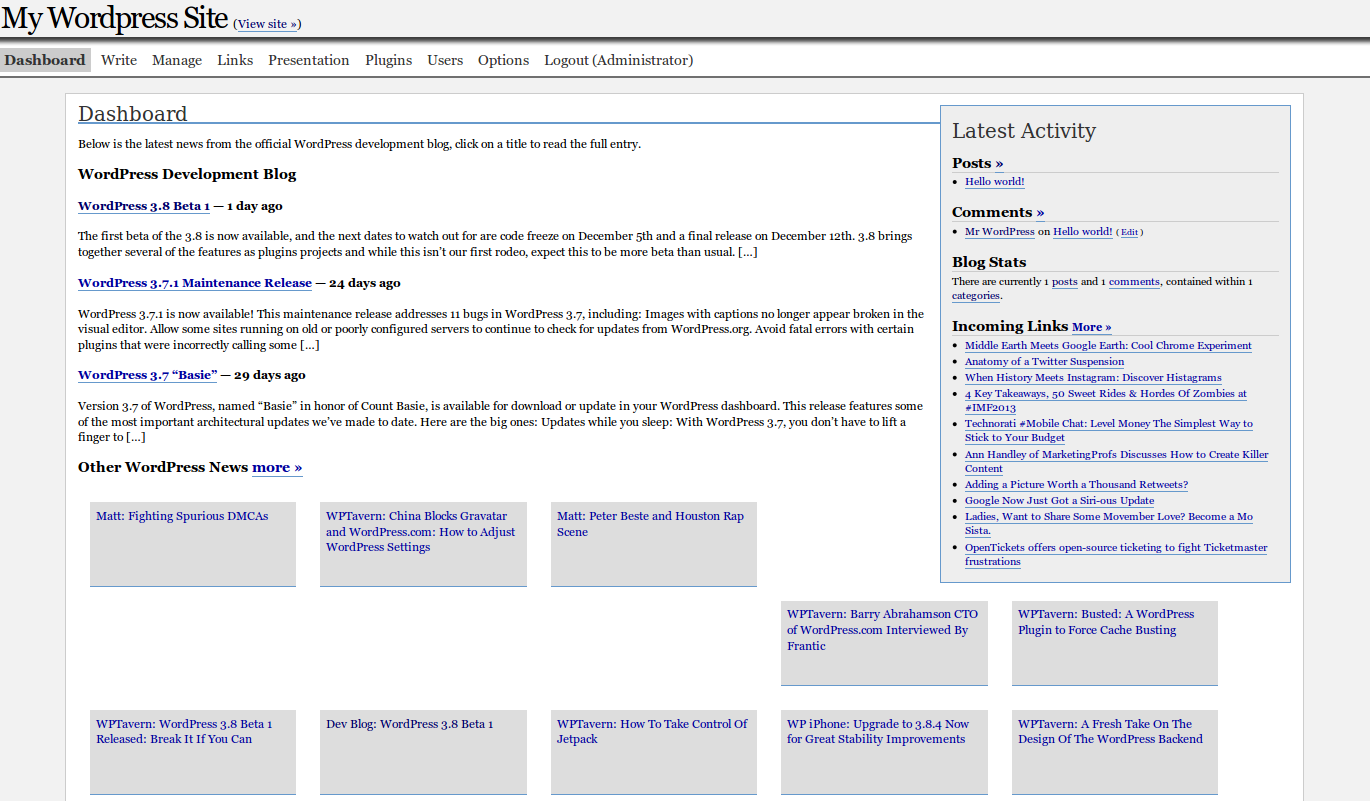 My Wordpress Site (View site »)
Dashboard Write Manage Links Presentation Plugins Users Options Logout (Administrator)
Dashboard
Below is the latest news from the official WordPress development blog, click on a title to read the full entry.
WordPress Development Blog
WordPress 3.8 Beta 1 — 1 day ago
The first beta of the 3.8 is now available, and the next dates to watch out for are code freeze on December 5th and a final release on December 12th. 3.8 brings
together several of the features as plugins projects and while this isn't our first rodeo, expect this to be more beta than usual. […]
WordPress 3.7.1 Maintenance Release — 24 days ago
WordPress 3.7.1 is now available! This maintenance release addresses 11 bugs in WordPress 3.7, including: Images with captions no longer appear broken in the
visual editor. Allow some sites running on old or poorly configured servers to continue to check for updates from WordPress.org. Avoid fatal errors with certain
plugins that were incorrectly calling some […]
WordPress 3.7 “Basie” — 29 days ago
Version 3.7 of WordPress, named “Basie” in honor of Count Basie, is available for download or update in your WordPress dashboard. This release features some
of the most important architectural updates we've made to date. Here are the big ones: Updates while you sleep: With WordPress 3.7, you don't have to lift a
finger to […]
Other WordPress News more »
Latest Activity
Posts »
Hello world!
Comments »
Mr WordPress on Hello world! ( Edit )
Blog Stats
There are currently 1 posts and 1 comments, contained within 1
categories.
Incoming Links More »
Middle Earth Meets Google Earth: Cool Chrome Experiment
Anatomy of a Twitter Suspension
When History Meets Instagram: Discover Histagrams
4 Key Takeaways, 50 Sweet Rides & Hordes Of Zombies at
#IMF2013
Technorati #Mobile Chat: Level Money The Simplest Way to
Stick to Your Budget
Ann Handley of MarketingProfs Discusses How to Create Killer
Content
Adding a Picture Worth a Thousand Retweets?
Google Now Just Got a Siri-ous Update
Ladies, Want to Share Some Movember Love? Become a Mo
Sista.
OpenTickets offers open-source ticketing to fight Ticketmaster
frustrations
Matt: Fighting Spurious DMCAs
WPTavern: China Blocks Gravatar
and WordPress.com: How to Adjust
WordPress Settings
Matt: Peter Beste and Houston Rap
Scene
WPTavern: Barry Abrahamson CTO
of WordPress.com Interviewed By
Frantic
WPTavern: Busted: A WordPress
Plugin to Force Cache Busting
WPTavern: WordPress 3.8 Beta 1
Released: Break It If You Can
Dev Blog: WordPress 3.8 Beta 1
WPTavern: How To Take Control Of
Jetpack
WP iPhone: Upgrade to 3.8.4 Now
for Great Stability Improvements
WPTavern: A Fresh Take On The
Design Of The WordPress Backend